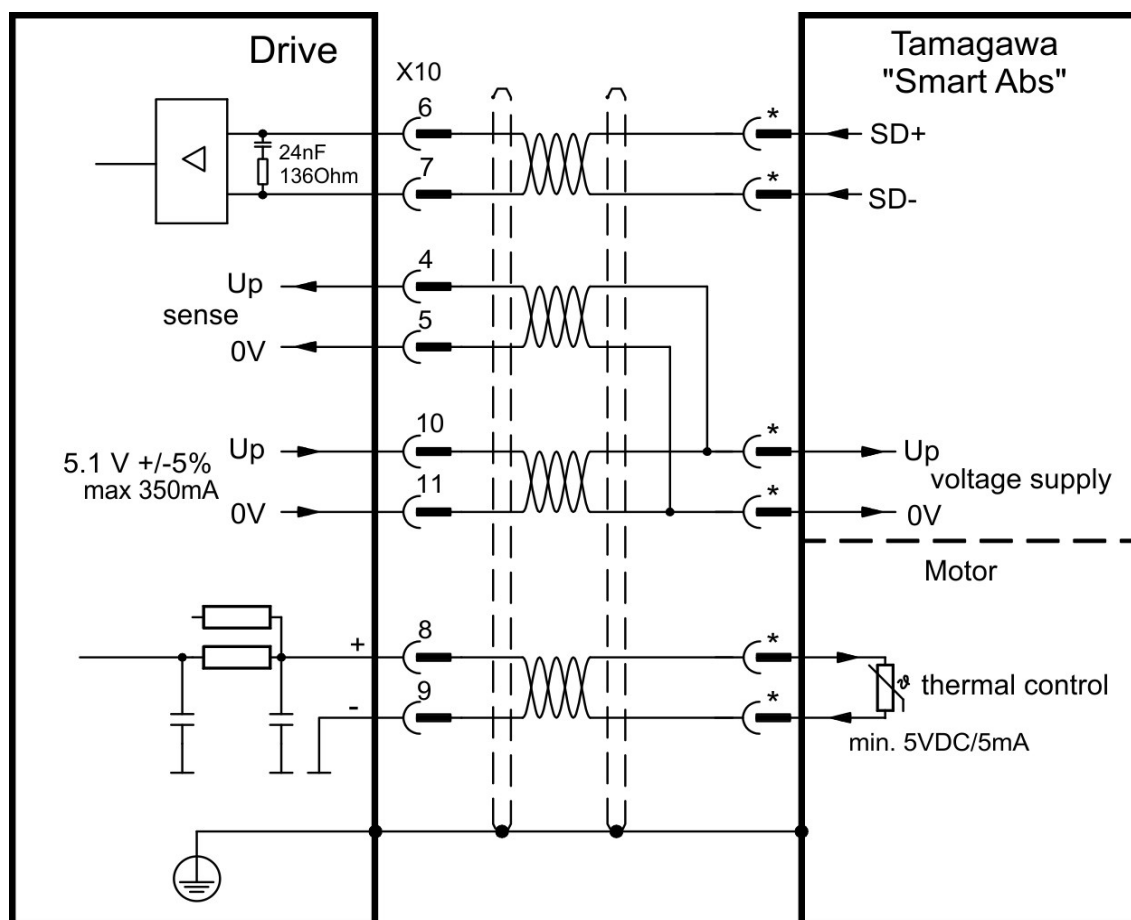 Drive
X10
Tamagawa
"Smart Abs"
6
*
SD+
24nF
136Ohm
7
*
SD-
4
Up
sense
5
0V
10
*
Up
Up
5.1 V +/-5%
max 350mA
voltage supply
11
*
0V
0V
Motor
8
*
+
ϑ thermal control
9
*
-
min. 5VDC/5mA